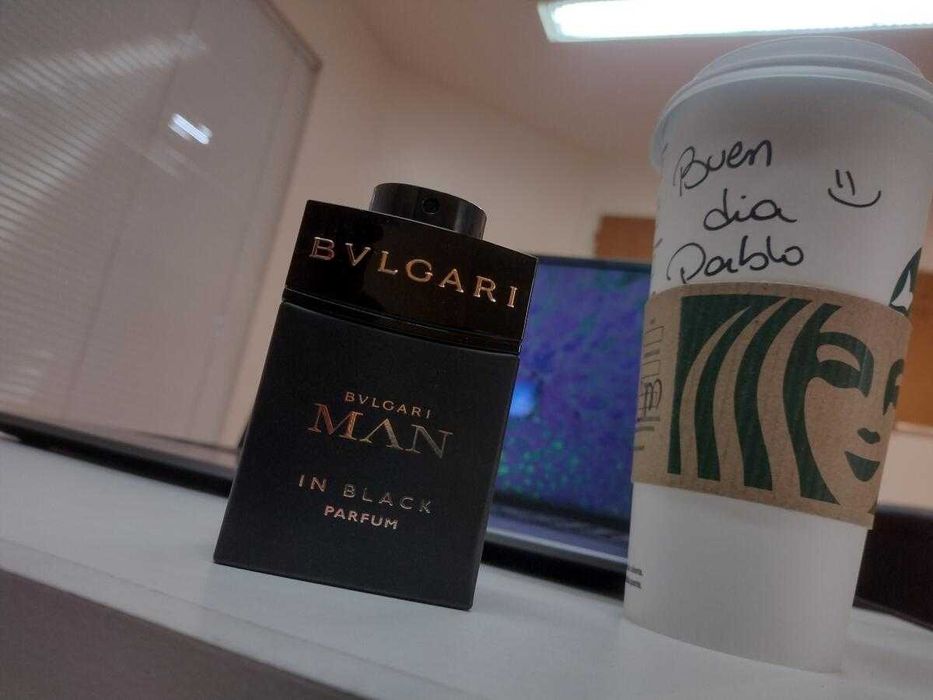 BVLGARI
BVLGARI
MAN
IN BLACK
PARFUM
Buen
dia
Pablo